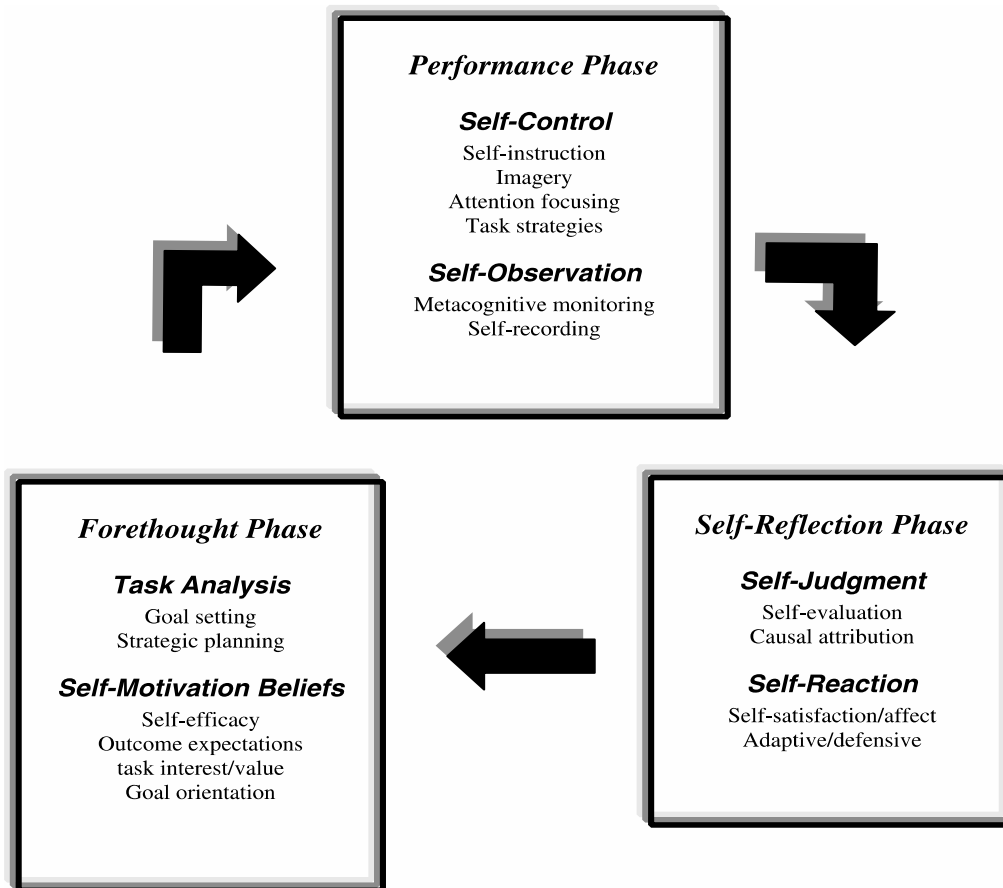 Performance Phase
Self-Control
Self-instruction
Imagery
Attention focusing
Task strategies
Self-Observation
Metacognitive monitoring
Self-recording
Forethought Phase
Task Analysis
Goal setting
Strategic planning
Self-Motivation Beliefs
Self-efficacy
Outcome expectations
task interest/value
Goal orientation
Self-Reflection Phase
Self-Judgment
Self-evaluation
Causal attribution
Self-Reaction
Self-satisfaction/affect
Adaptive/defensive